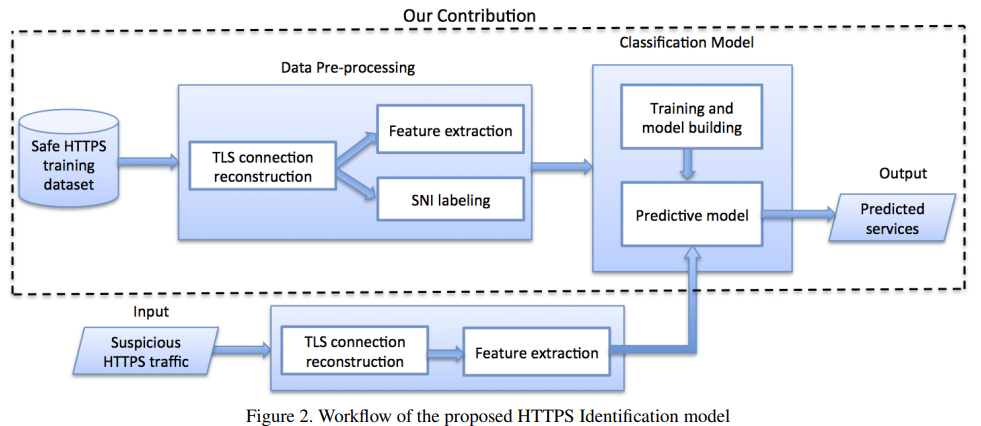 Our Contribution
Classification Model
Data Pre-processing
Safe HTTPS
training
dataset
TLS connection
reconstruction
Feature extraction
SNI labeling
Training and
model building
Predictive model
Output
Predicted
services
Input
Suspicious
HTTPS traffic
TLS connection
reconstruction
Feature extraction
Figure 2. Workflow of the proposed HTTPS Identification model